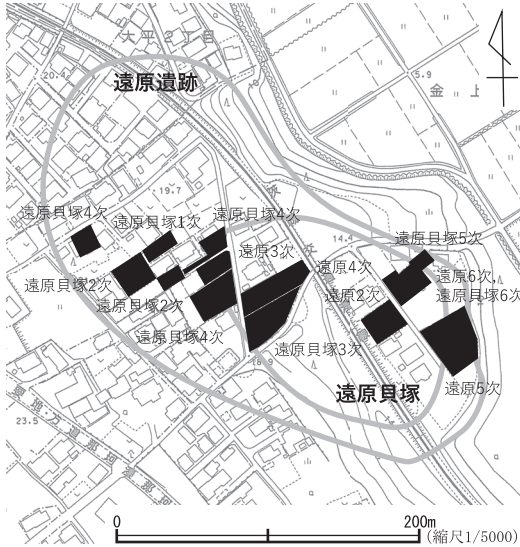 大平2丁目
20.4
遠原遺跡
5.9
金上
19.7
遠原貝塚4次
遠原貝塚1次
遠原貝塚4次
14.4
遠原貝塚5次
遠原3次
遠原4次
遠原6次,
遠原貝塚6次
遠原貝塚2次
遠原2次
遠原貝塚2次
遠原貝塚4次
遠原貝塚3次
遠原5次
遠原貝塚
23.5
0
200m
(縮尺1/5000)